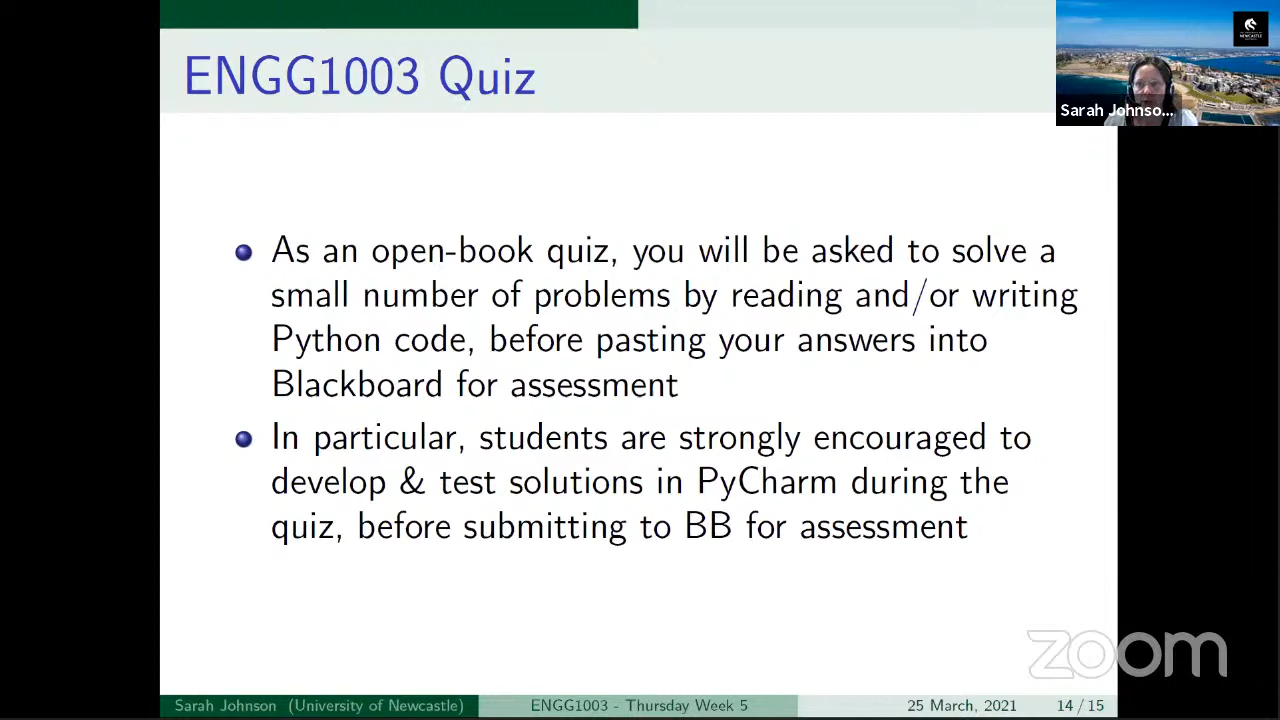 ENGG1003 Quiz
Sarah Johnso...
As an open-book quiz, you will be asked to solve a
small number of problems by reading and/or writing
Python code, before pasting your answers into
Blackboard for assessment
In particular, students are strongly encouraged to
develop & test solutions in PyCharm during the
quiz, before submitting to BB for assessment
zoom
Sarah Johnson (University of Newcastle)
ENGG1003 - Thursday Week 5
25 March, 2021
14 / 15